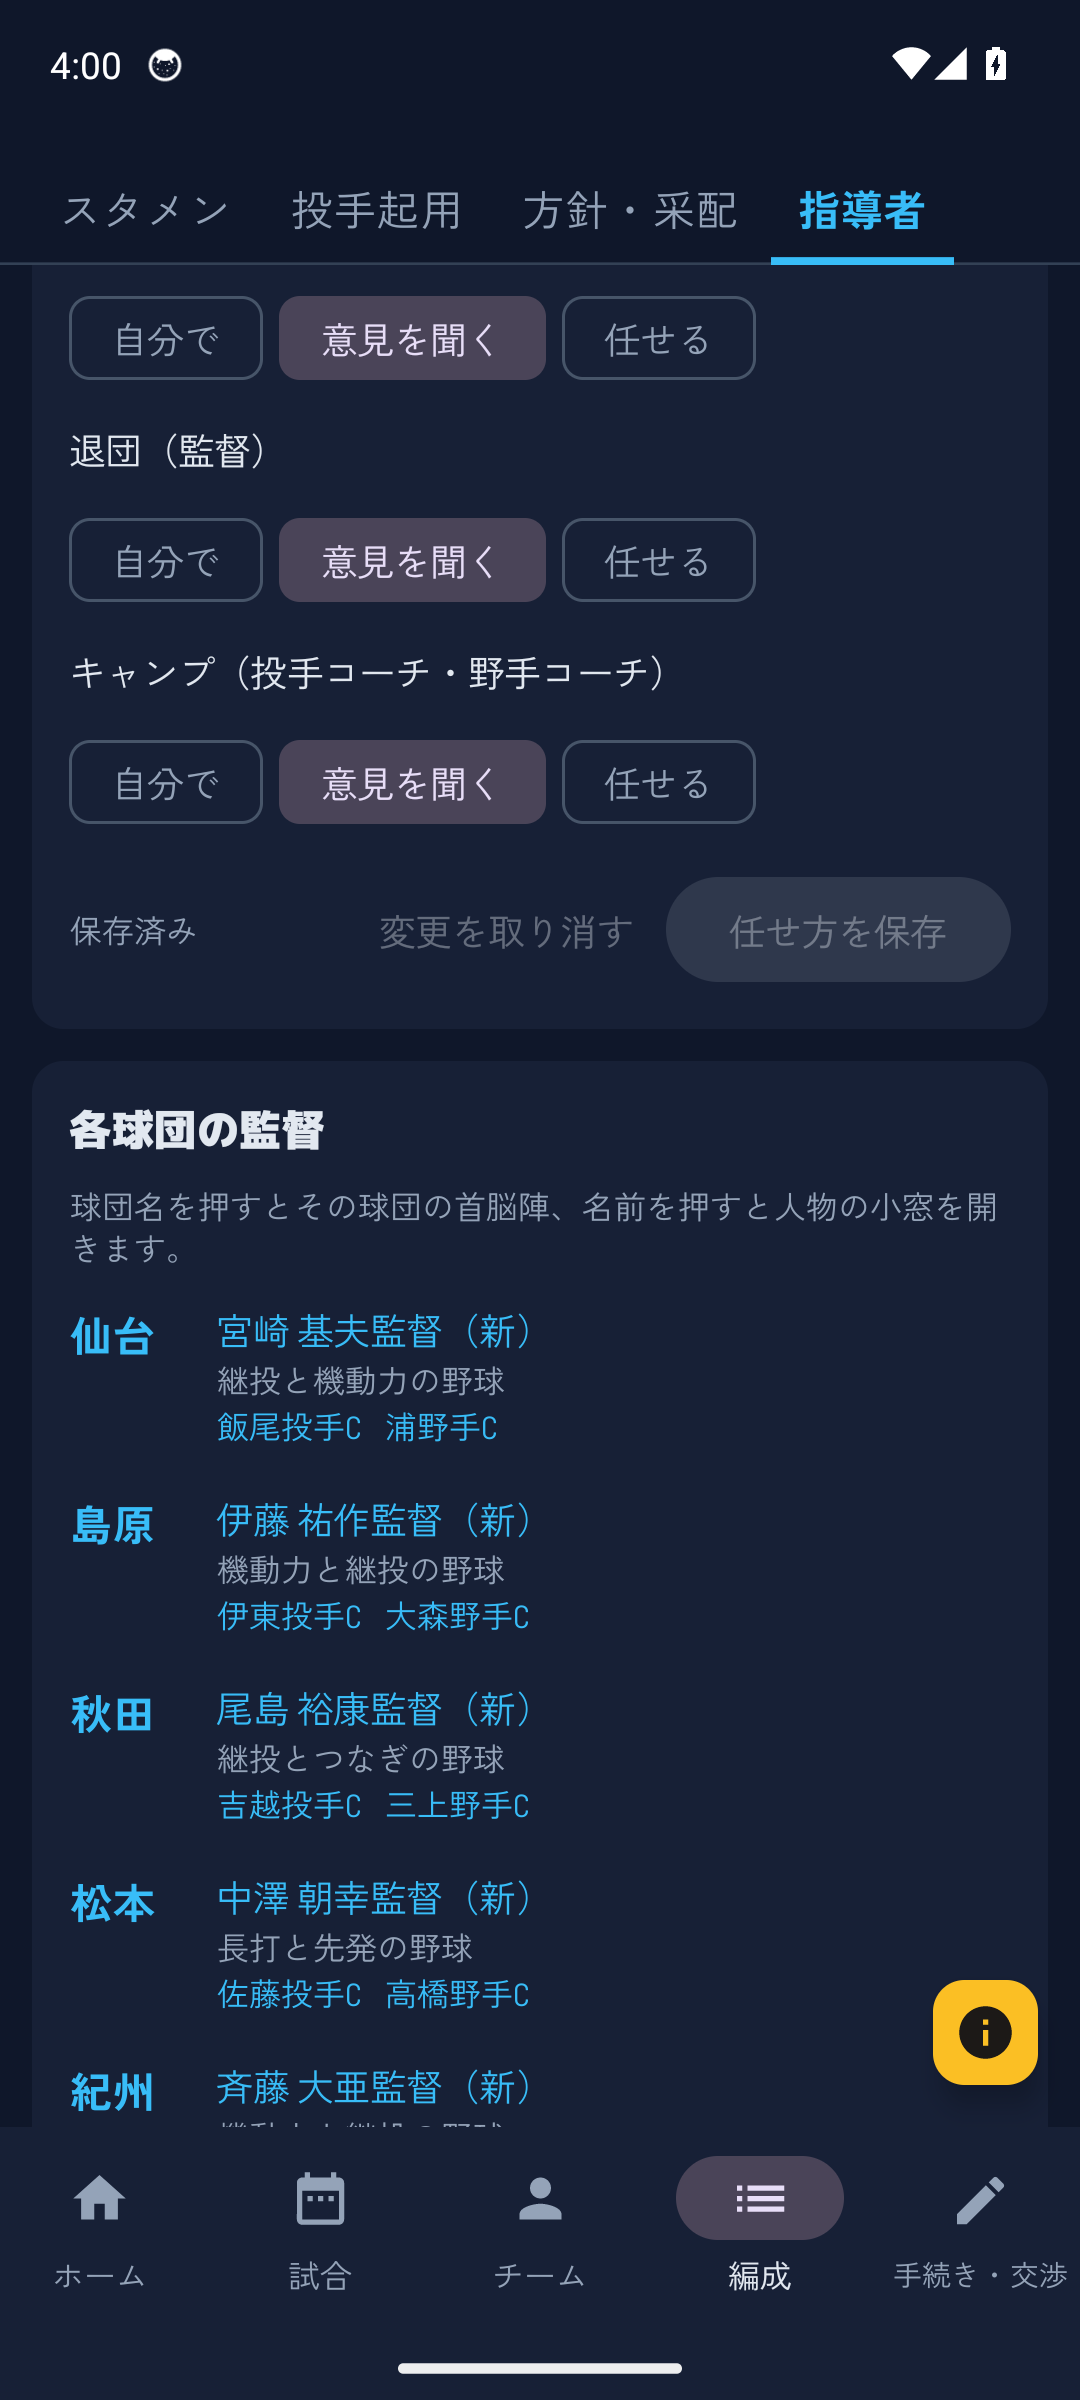 4:00
スタメン 投手起用 方針・采配 指導者
自分で 意見を聞く 任せる
退団（監督）
自分で 意見を聞く 任せる
キャンプ（投手コーチ・野手コーチ）
自分で 意見を聞く 任せる
保存済み 変更を取り消す 任せ方を保存
各球団の監督
球団名を押すとその球団の首脳陣、名前を押すと人物の小窓を開
きます。
仙台 宮崎 基夫監督（新）
継投と機動力の野球
飯尾投手C 浦野手C
島原 伊藤 祐作監督（新）
機動力と継投の野球
伊東投手C 大森野手C
秋田 尾島 裕康監督（新）
継投とつなぎの野球
吉越投手C 三上野手C
松本 中澤 朝幸監督（新）
長打と先発の野球
佐藤投手C 高橋野手C
紀州 斉藤 大亜監督（新）
ホーム 試合 チーム 編成 手続き・交渉